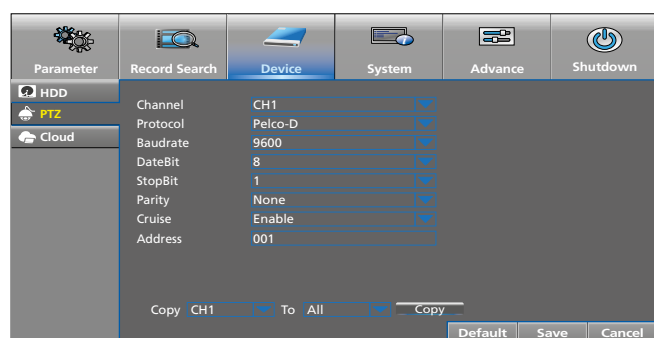 Parameter Record Search Device System Advance Shutdown
HDD
PTZ
Cloud
Channel CH1
Protocol Pelco-D
Baudrate 9600
DateBit 8
StopBit 1
Parity None
Cruise Enable
Address 001
Copy CH1 To All Copy
Default Save Cancel